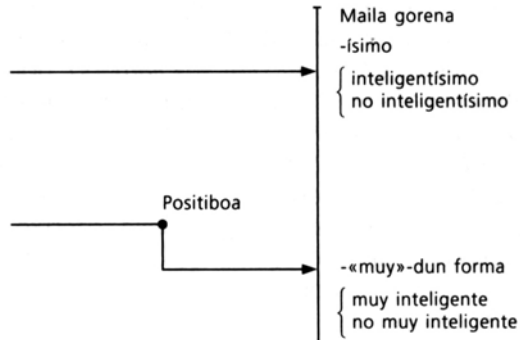 Maila gorena
-ísimo
inteligentísimo
no inteligentísimo
Positiboa
-«muy»-dun forma
muy inteligente
no muy inteligente